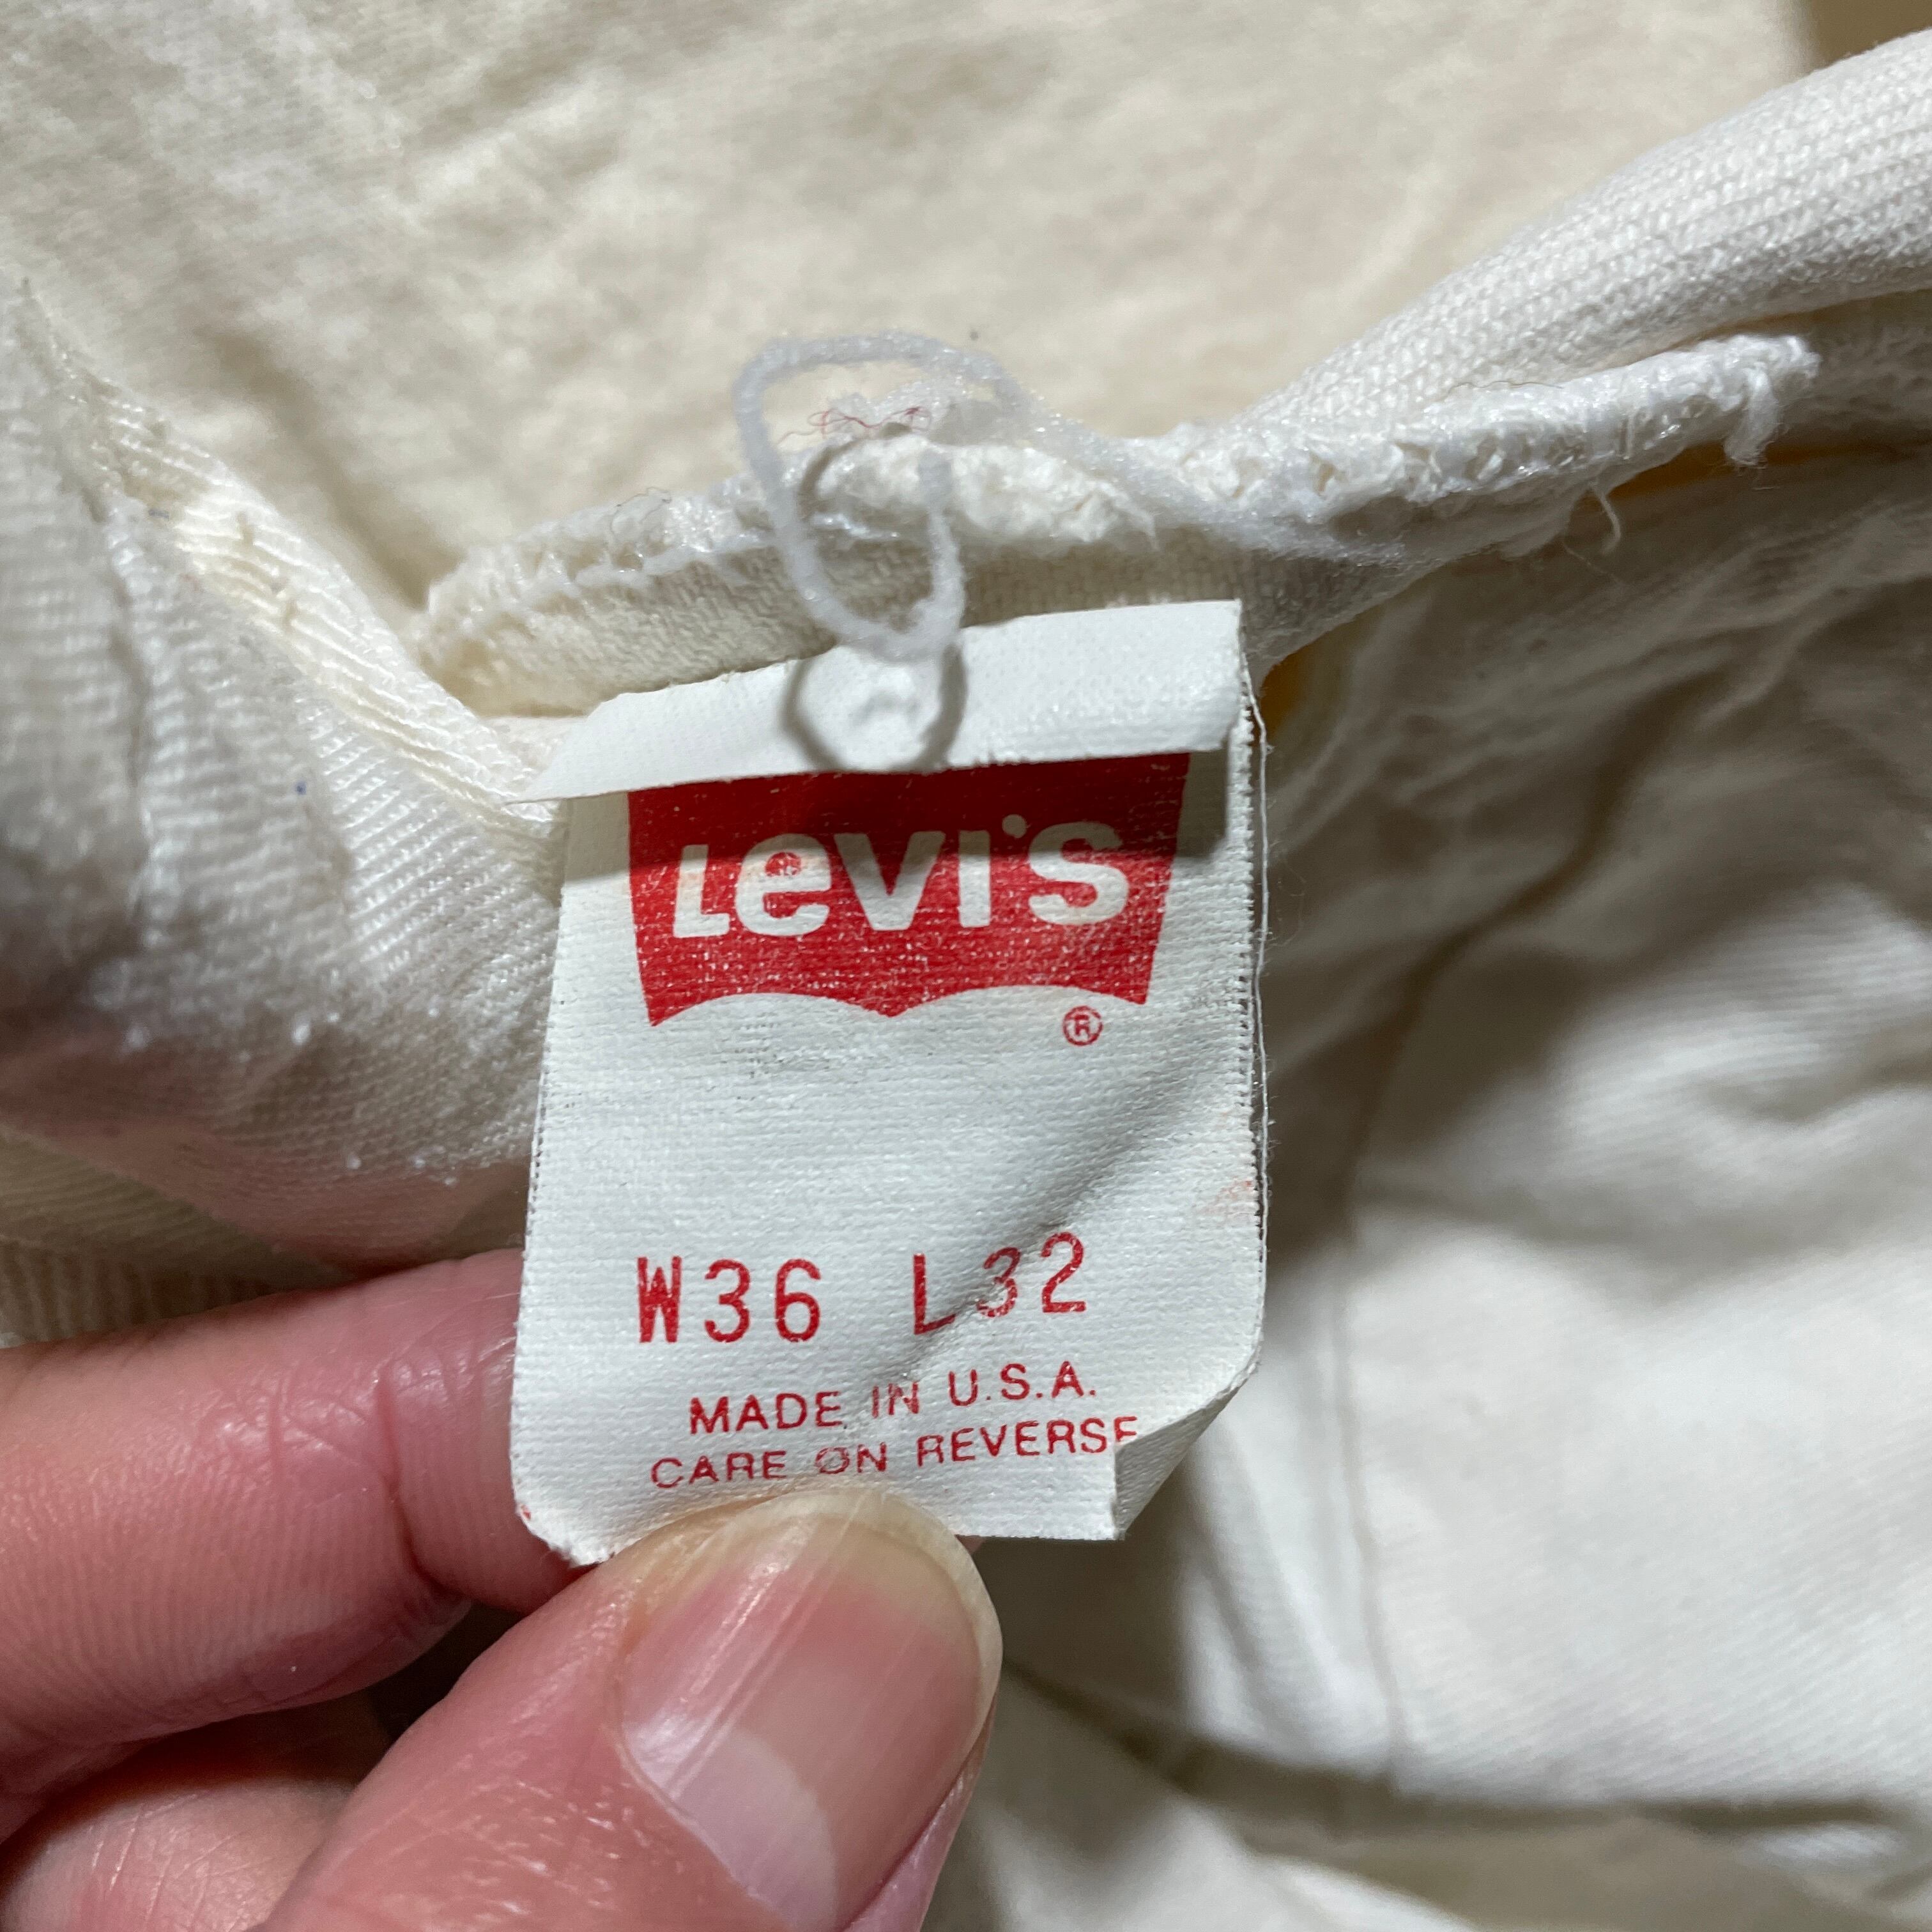 Levi's
®
W36 L32
MADE IN U.S.A.
CARE ON REVERSE